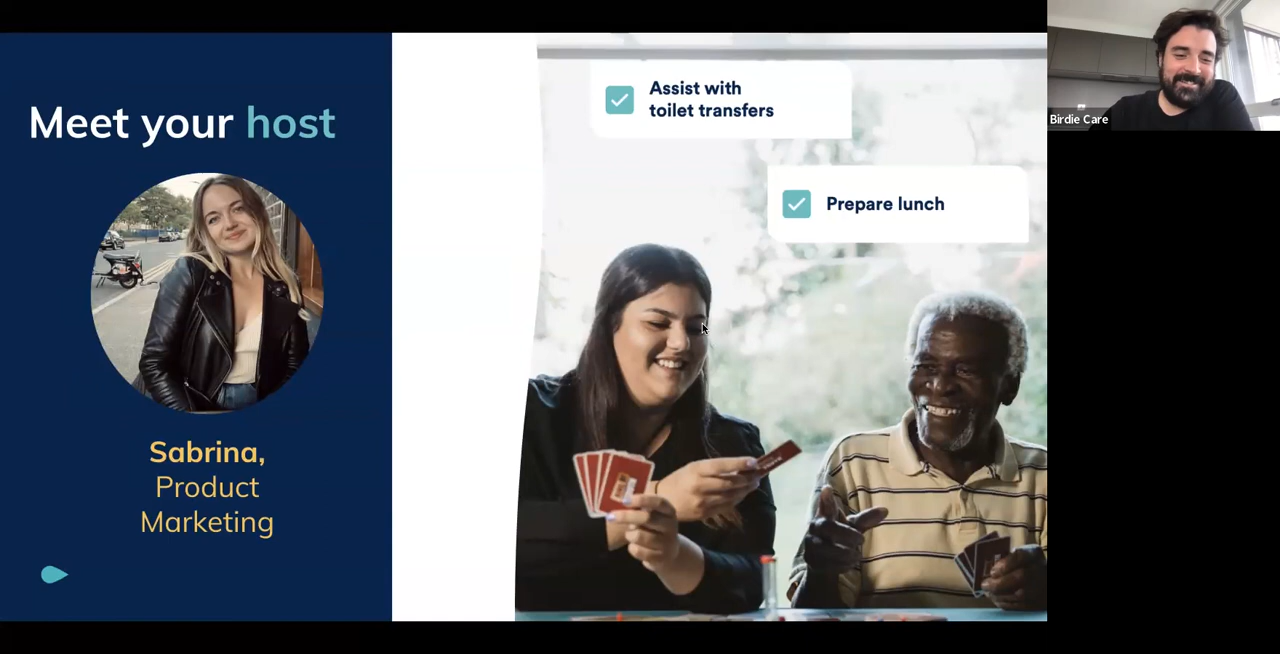 Meet your host
Sabrina,
Product
Marketing
Assist with
toilet transfers
Prepare lunch
Birdie Care